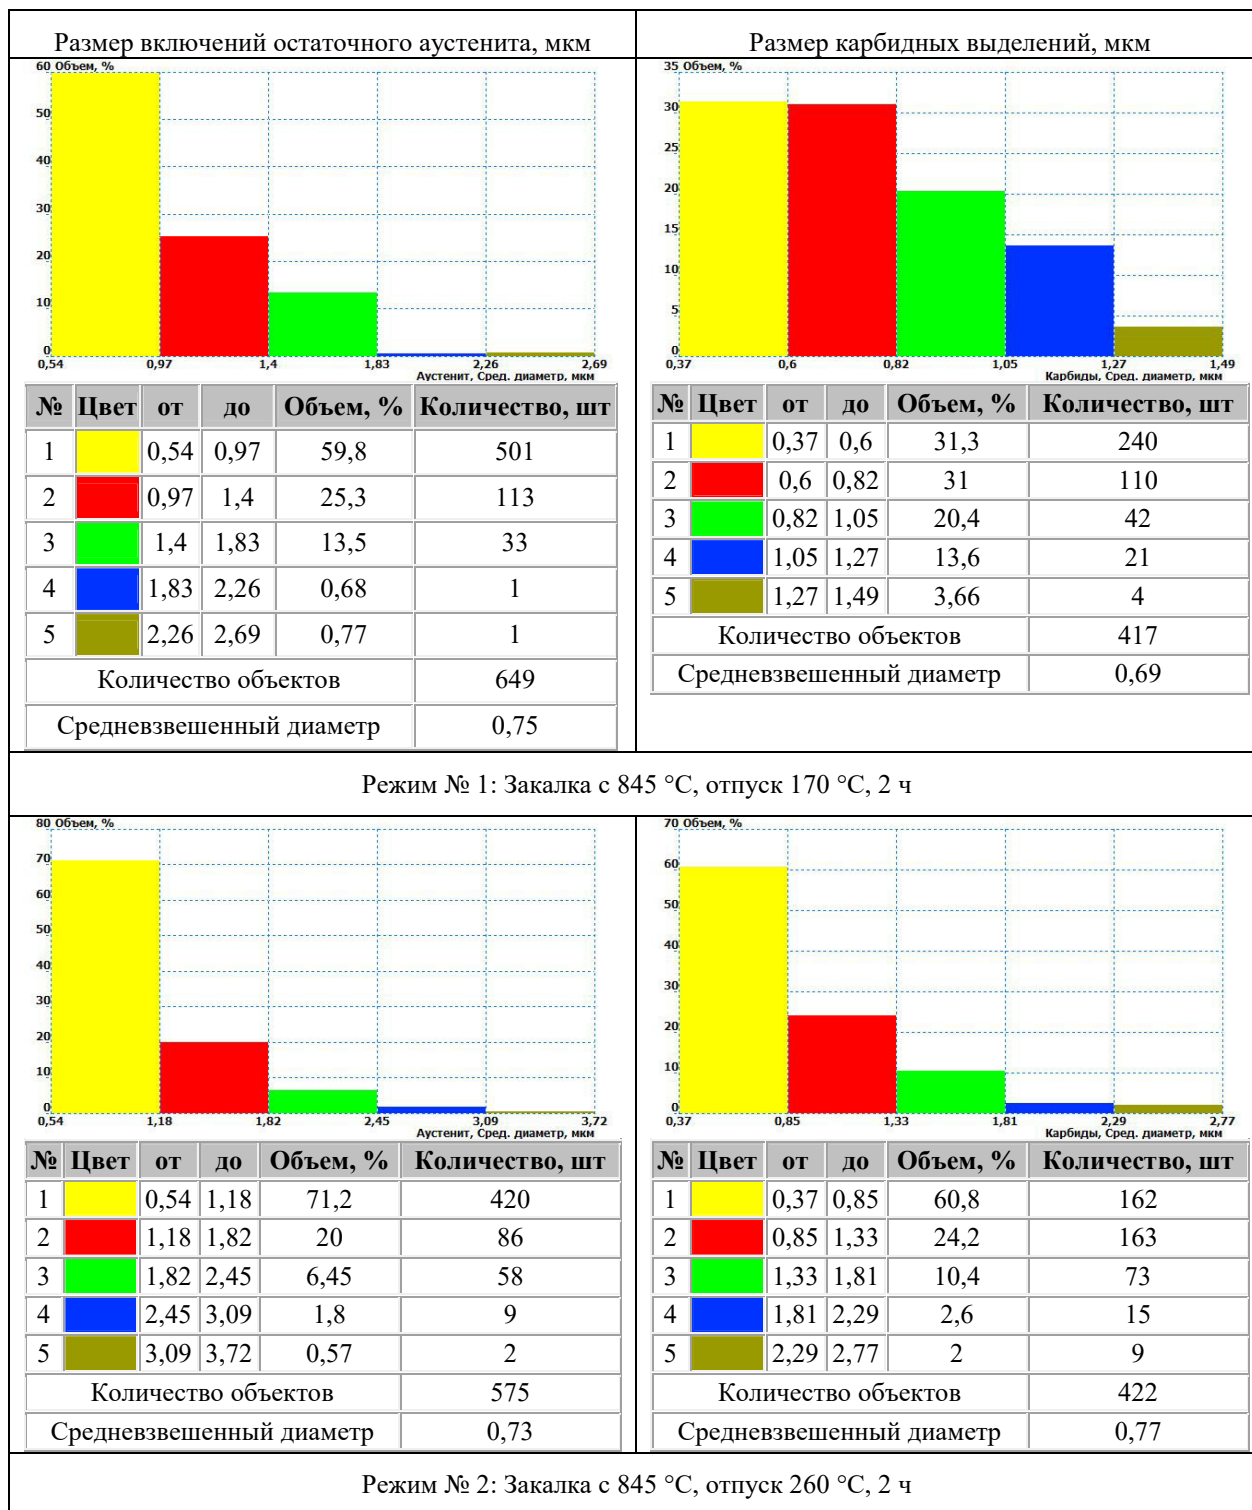 Размер включений остаточного аустенита, мкм
60 Объем, %
50
40
30
20
10
0
0,54 0,97 1,4 1,83 2,26 2,69
Аустенит, Сред. диаметр, мкм
№ Цвет от до Объем, % Количество, шт
1 0,54 0,97 59,8 501
2 0,97 1,4 25,3 113
3 1,4 1,83 13,5 33
4 1,83 2,26 0,68 1
5 2,26 2,69 0,77 1
Количество объектов 649
Средневзвешенный диаметр 0,75
Размер карбидных выделений, мкм
35 Объем, %
30
25
20
15
10
5
0
0,37 0,6 0,82 1,05 1,27 1,49
Карбиды, Сред. диаметр, мкм
№ Цвет от до Объем, % Количество, шт
1 0,37 0,6 31,3 240
2 0,6 0,82 31 110
3 0,82 1,05 20,4 42
4 1,05 1,27 13,6 21
5 1,27 1,49 3,66 4
Количество объектов 417
Средневзвешенный диаметр 0,69
Режим № 1: Закалка с 845 °С, отпуск 170 °С, 2 ч
80 Объем, %
70
60
50
40
30
20
10
0
0,54 1,18 1,82 2,45 3,09 3,72
Аустенит, Сред. диаметр, мкм
№ Цвет от до Объем, % Количество, шт
1 0,54 1,18 71,2 420
2 1,18 1,82 20 86
3 1,82 2,45 6,45 58
4 2,45 3,09 1,8 9
5 3,09 3,72 0,57 2
Количество объектов 575
Средневзвешенный диаметр 0,73
70 Объем, %
60
50
40
30
20
10
0
0,37 0,85 1,33 1,81 2,29 2,77
Карбиды, Сред. диаметр, мкм
№ Цвет от до Объем, % Количество, шт
1 0,37 0,85 60,8 162
2 0,85 1,33 24,2 163
3 1,33 1,81 10,4 73
4 1,81 2,29 2,6 15
5 2,29 2,77 2 9
Количество объектов 422
Средневзвешенный диаметр 0,77
Режим № 2: Закалка с 845 °С, отпуск 260 °С, 2 ч